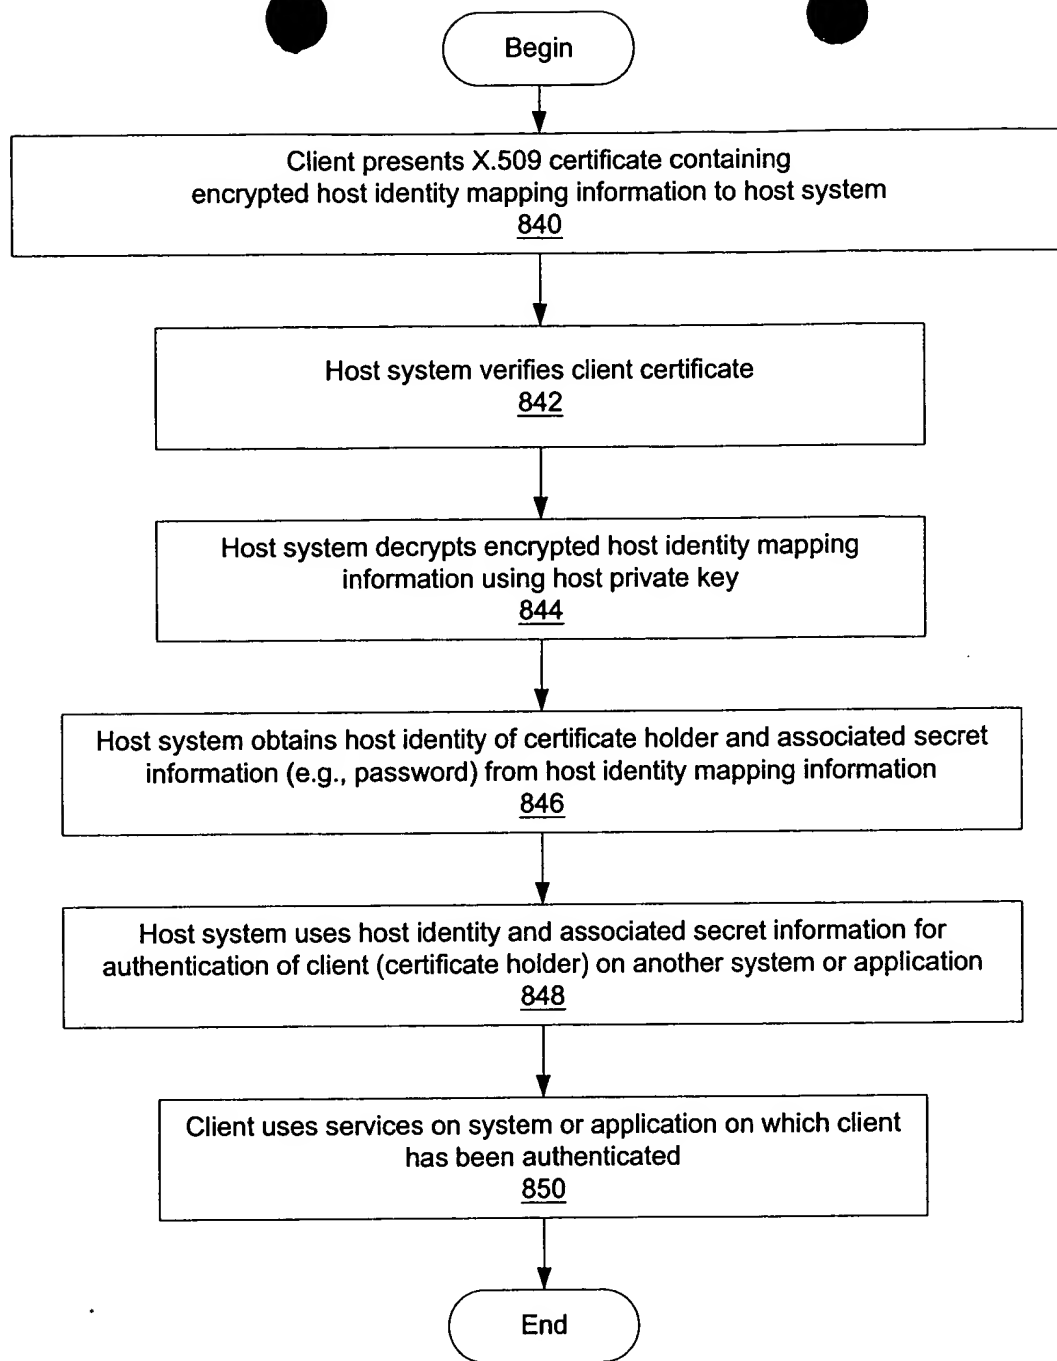 Begin
Client presents X.509 certificate containing
encrypted host identity mapping information to host system
840
Host system verifies client certificate
842
Host system decrypts encrypted host identity mapping
information using host private key
844
Host system obtains host identity of certificate holder and associated secret
information (e.g., password) from host identity mapping information
846
Host system uses host identity and associated secret information for
authentication of client (certificate holder) on another system or application
848
Client uses services on system or application on which client
has been authenticated
850
End